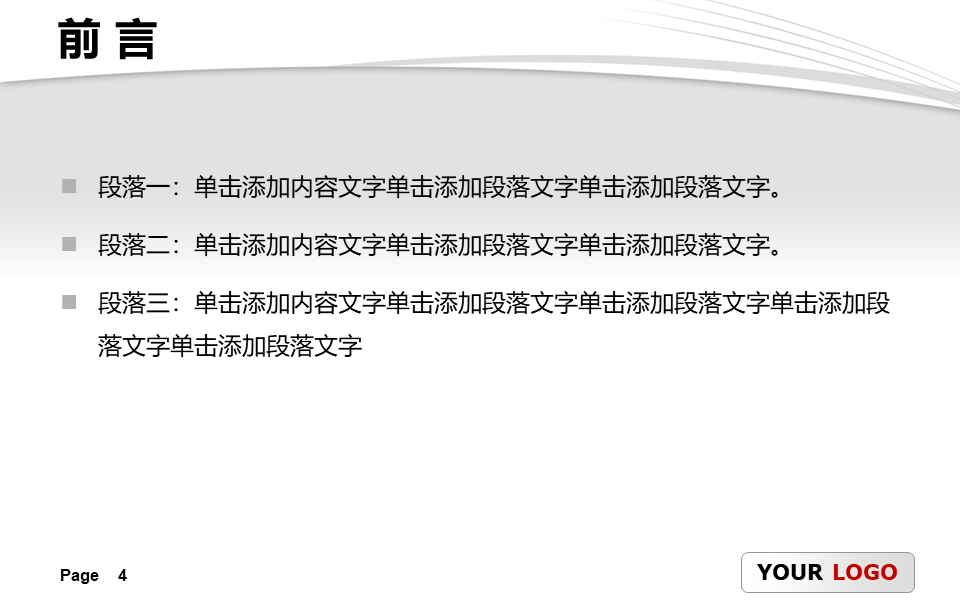 前 言
段落一：单击添加内容文字单击添加段落文字单击添加段落文字。
段落二：单击添加内容文字单击添加段落文字单击添加段落文字。
段落三：单击添加内容文字单击添加段落文字单击添加段落文字单击添加段
落文字单击添加段落文字
Page 4
YOUR LOGO